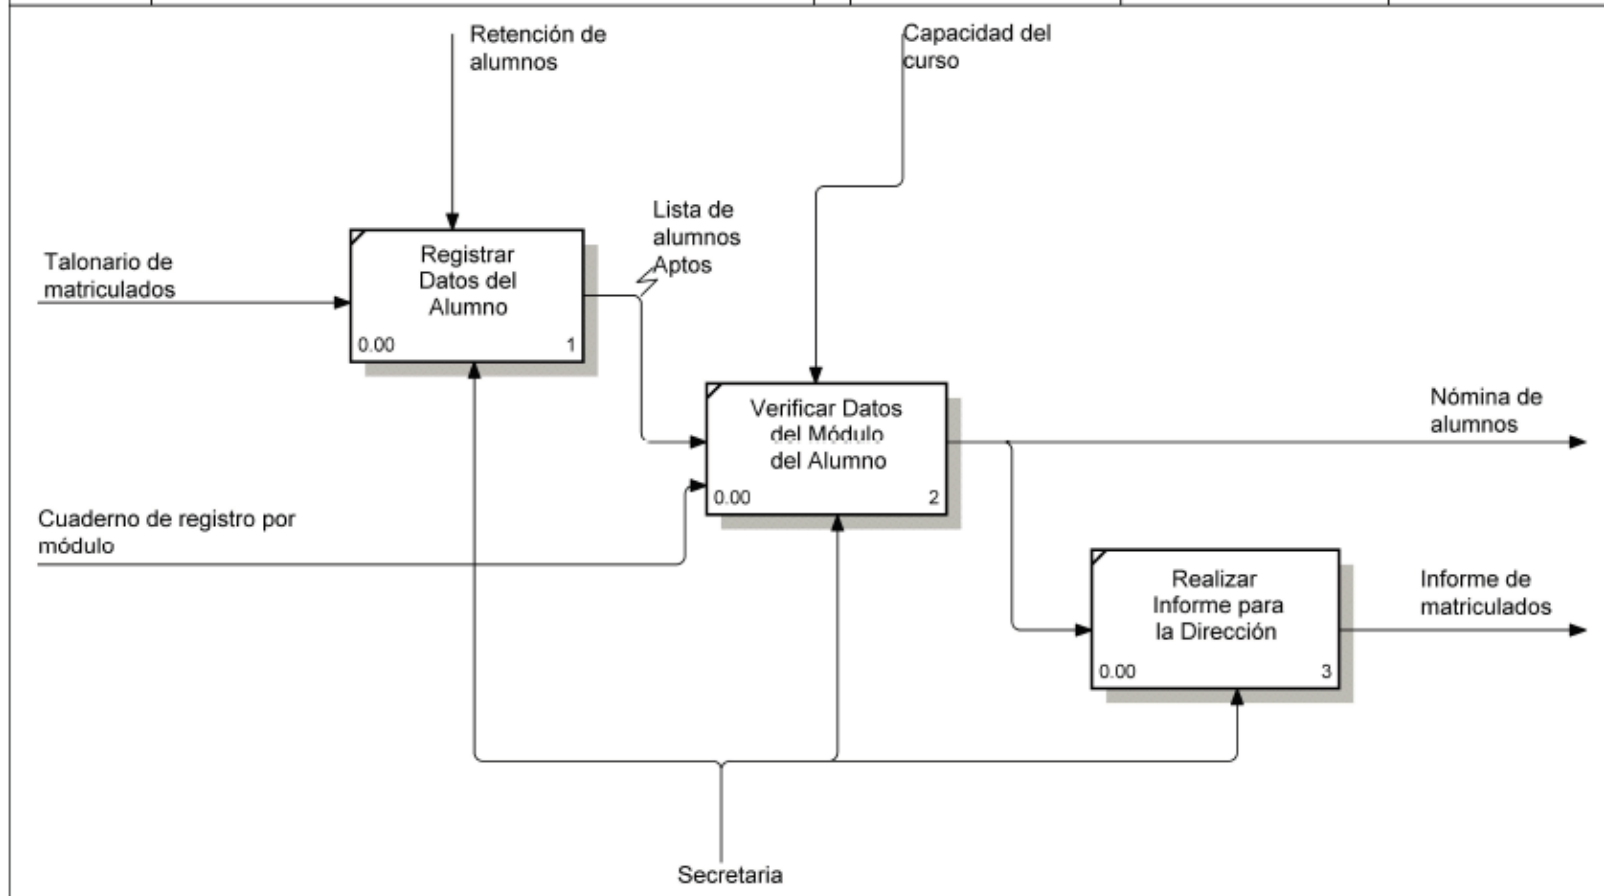 Retención de
alumnos
Capacidad del
curso
Lista de
alumnos
Aptos
Talonario de
matriculados
Registrar
Datos del
Alumno
0.00
1
Verificar Datos
del Módulo
del Alumno
0.00
2
Nómina de
alumnos
Cuaderno de registro por
módulo
Realizar
Informe para
la Dirección
0.00
3
Informe de
matriculados
Secretaria